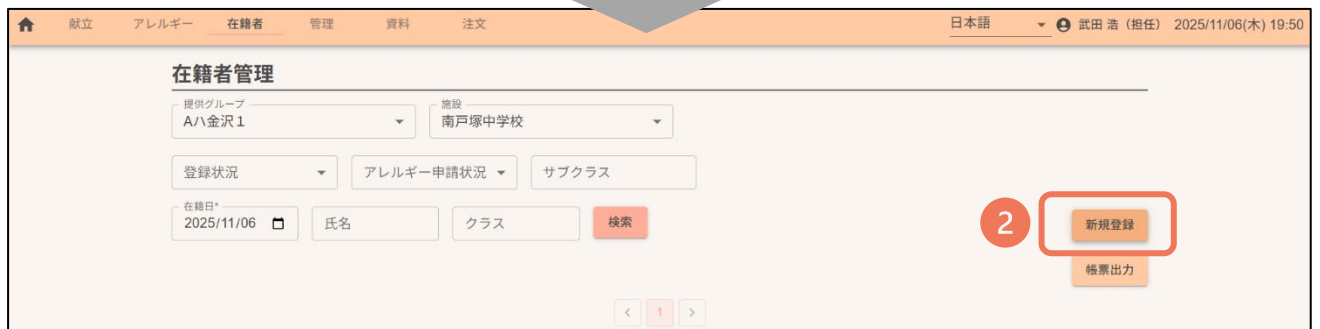 献立 アレルギー 在籍者 管理 資料 注文 日本語 武田 浩（担任） 2025/11/06(木) 19:50
在籍者管理
提供グループ 施設
Aハ金沢１ 南戸塚中学校
登録状況 アレルギー申請状況 サブクラス
在籍日*
2025/11/06 氏名 クラス 検索 2 新規登録
帳票出力
< 1 >